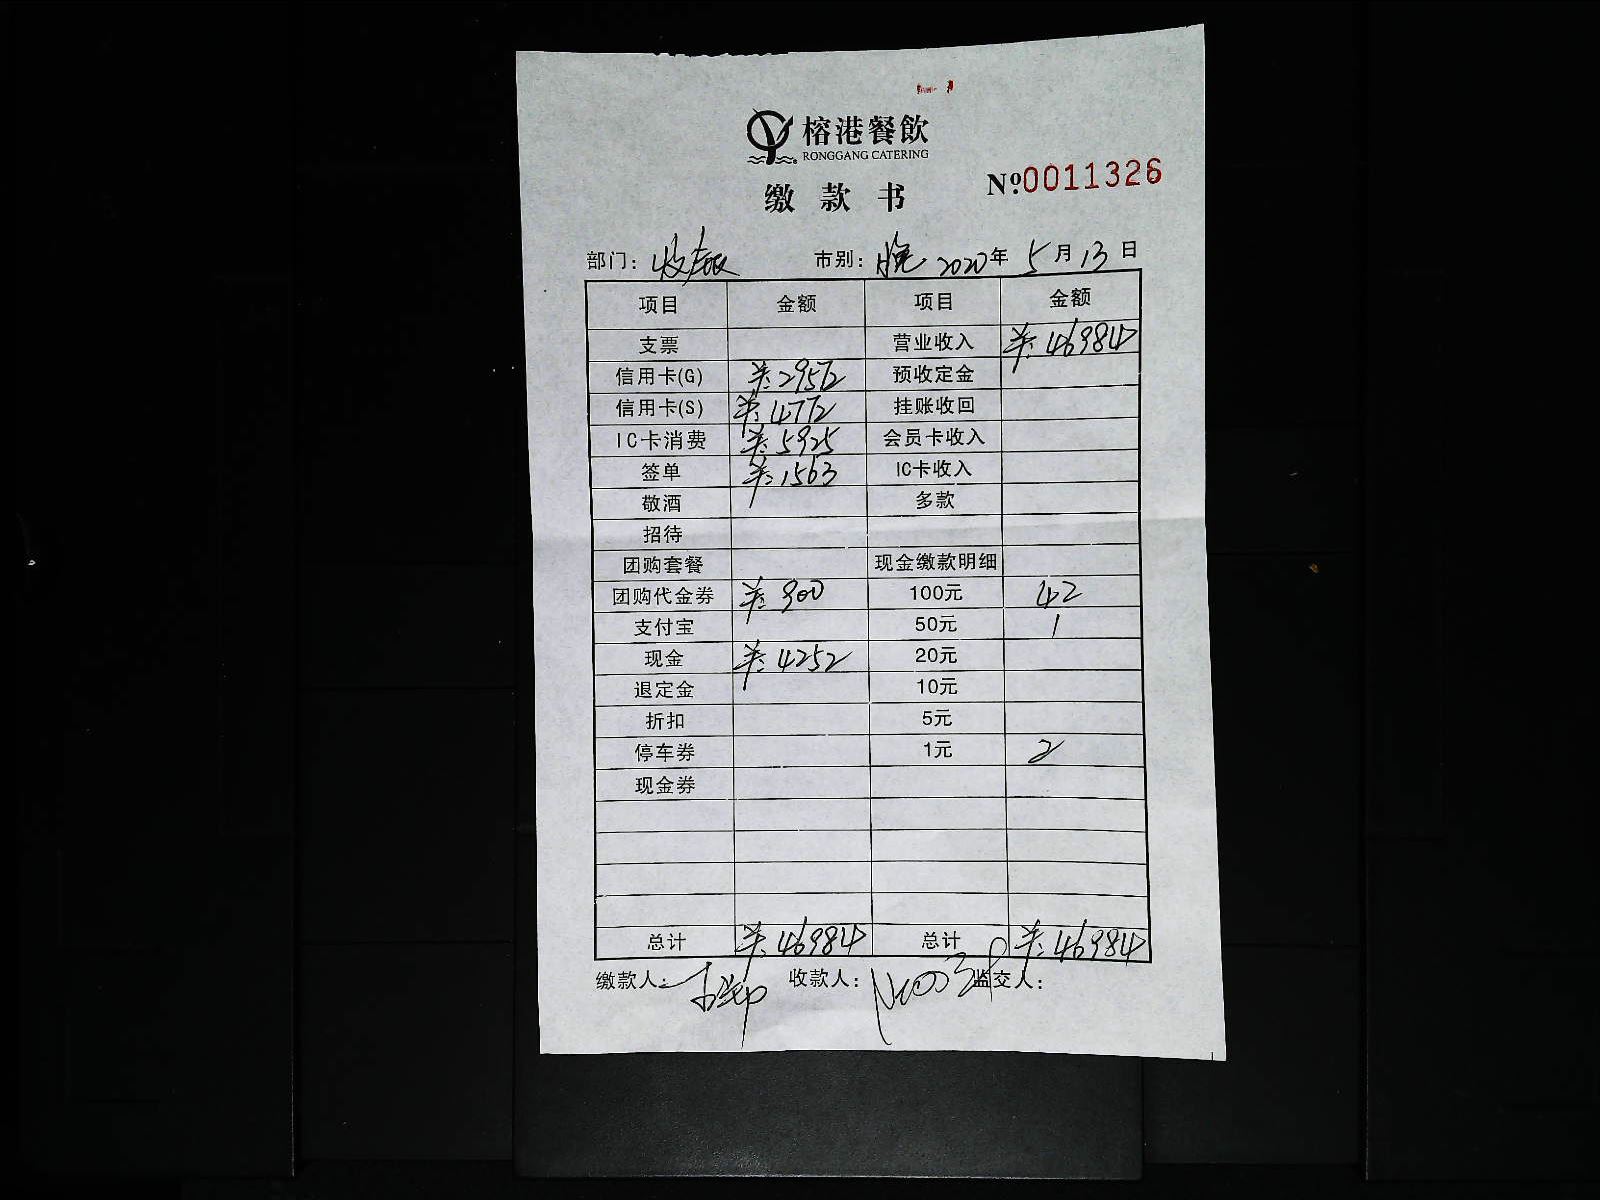 榕港餐飲
RONGGANG CATERING
缴款书 №0011326
部门: 收银 市别: 晚 2020年 5月13日
项目 金额 项目 金额
支票 营业收入 ¥:46984
信用卡(G) ¥:29572 预收定金
信用卡(S) ¥:4772 挂账收回
IC卡消费 ¥:5925 会员卡收入
签单 ¥:1563 IC卡收入
敬酒 多款
招待
团购套餐 现金缴款明细
团购代金券 ¥:900 100元 42
支付宝 50元 1
现金 ¥:4252 20元
退定金 10元
折扣 5元
停车券 1元 2
现金券
总计 ¥:46984 总计 ¥:46984
缴款人: 收款人: 监交人: